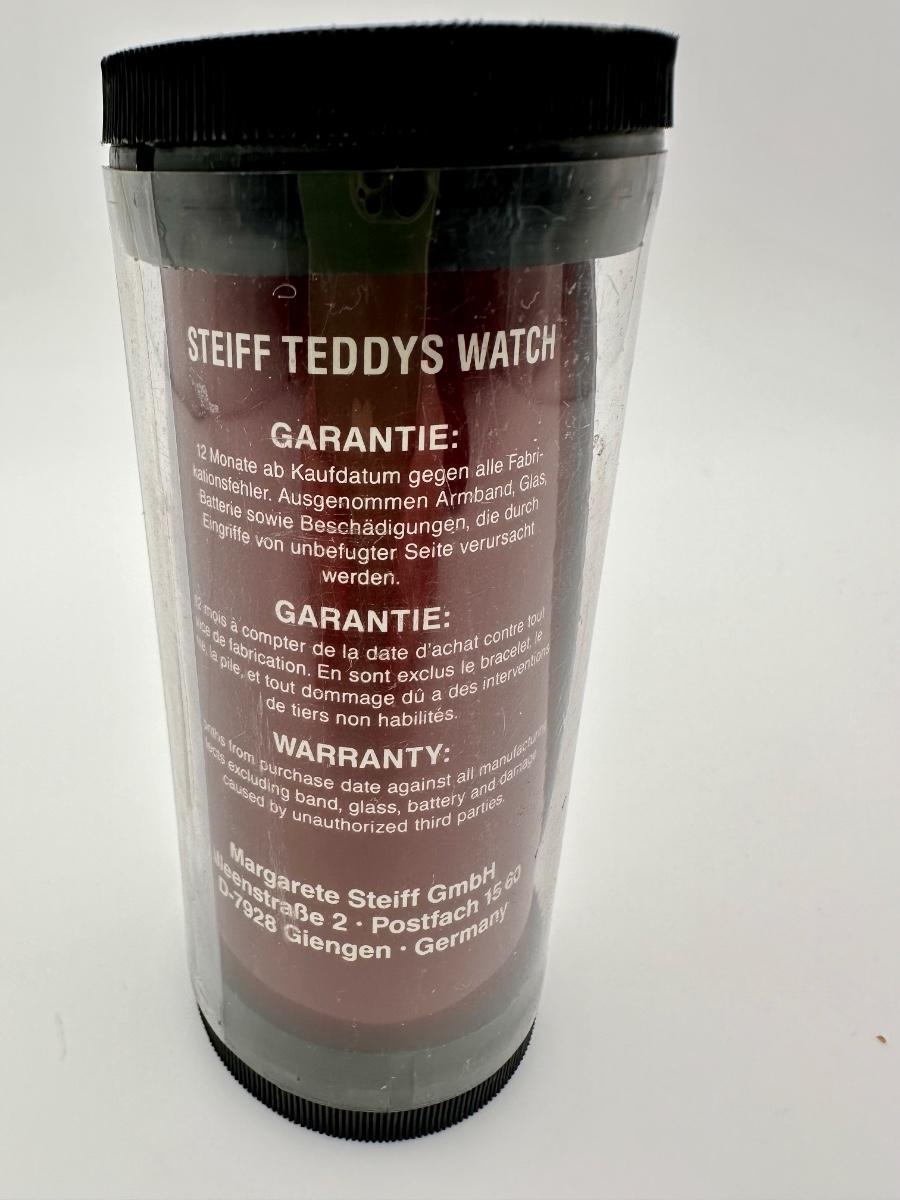 STEIFF TEDDYS WATCH
GARANTIE:
12 Monate ab Kaufdatum gegen alle Fabri-
kationsfehler. Ausgenommen Armband, Glas,
Batterie sowie Beschädigungen, die durch
Eingriffe von unbefugter Seite verursacht
werden.
GARANTIE:
12 mois à compter de la date d'achat contre tout
de fabrication. En sont exclus le bracelet, le
la pile, et tout dommage dû a des interventions
de tiers non habilités.
WARRANTY:
from purchase date against all
excluding band, glass, battery and damage
caused by unauthorized third parties.
Margarete Steiff GmbH
Alleenstraße 2 · Postfach 15 60
D-7928 Giengen · Germany